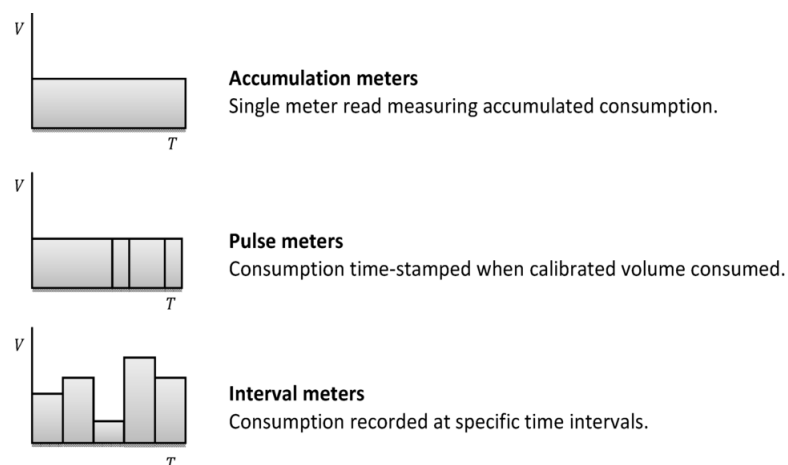 V
Accumulation meters
Single meter read measuring accumulated consumption.
T
V
Pulse meters
Consumption time-stamped when calibrated volume consumed.
T
V
Interval meters
Consumption recorded at specific time intervals.
T